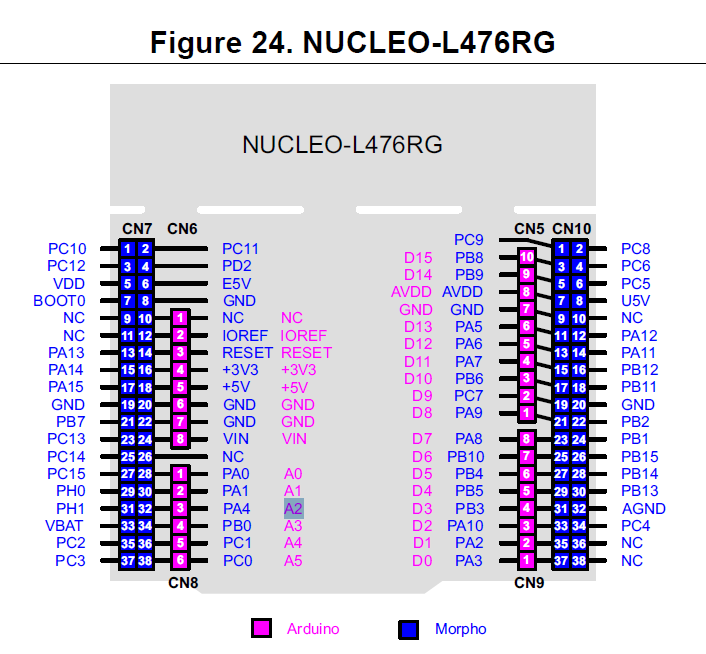 Figure 24. NUCLEO-L476RG
NUCLEO-L476RG
CN7 CN6 CN5 CN10
PC9
PC10 1 2 PC11 1 2 PC8
D15 PB8 10
PC12 3 4 PD2 3 4 PC6
D14 PB9 9
VDD 5 6 E5V 5 6 PC5
AVDD AVDD 8
BOOT0 7 8 GND 7 8 U5V
GND GND 7
NC 9 10 1 NC NC 9 10 NC
D13 PA5 6
NC 11 12 2 IOREF IOREF 11 12 PA12
D12 PA6 5
PA13 13 14 3 RESET RESET 13 14 PA11
D11 PA7 4
PA14 15 16 4 +3V3 +3V3 15 16 PB12
D10 PB6 3
PA15 17 18 5 +5V +5V 17 18 PB11
D9 PC7 2
GND 19 20 6 GND GND 19 20 GND
D8 PA9 1
PB7 21 22 7 GND GND 21 22 PB2
PC13 23 24 8 VIN VIN D7 PA8 8 23 24 PB1
PC14 25 26 NC D6 PB10 7 25 26 PB15
PC15 27 28 1 PA0 A0 D5 PB4 6 27 28 PB14
PH0 29 30 2 PA1 A1 D4 PB5 5 29 30 PB13
PH1 31 32 3 PA4 A2 D3 PB3 4 31 32 AGND
VBAT 33 34 4 PB0 A3 D2 PA10 3 33 34 PC4
PC2 35 36 5 PC1 A4 D1 PA2 2 35 36 NC
PC3 37 38 6 PC0 A5 D0 PA3 1 37 38 NC
CN8 CN9
Arduino Morpho